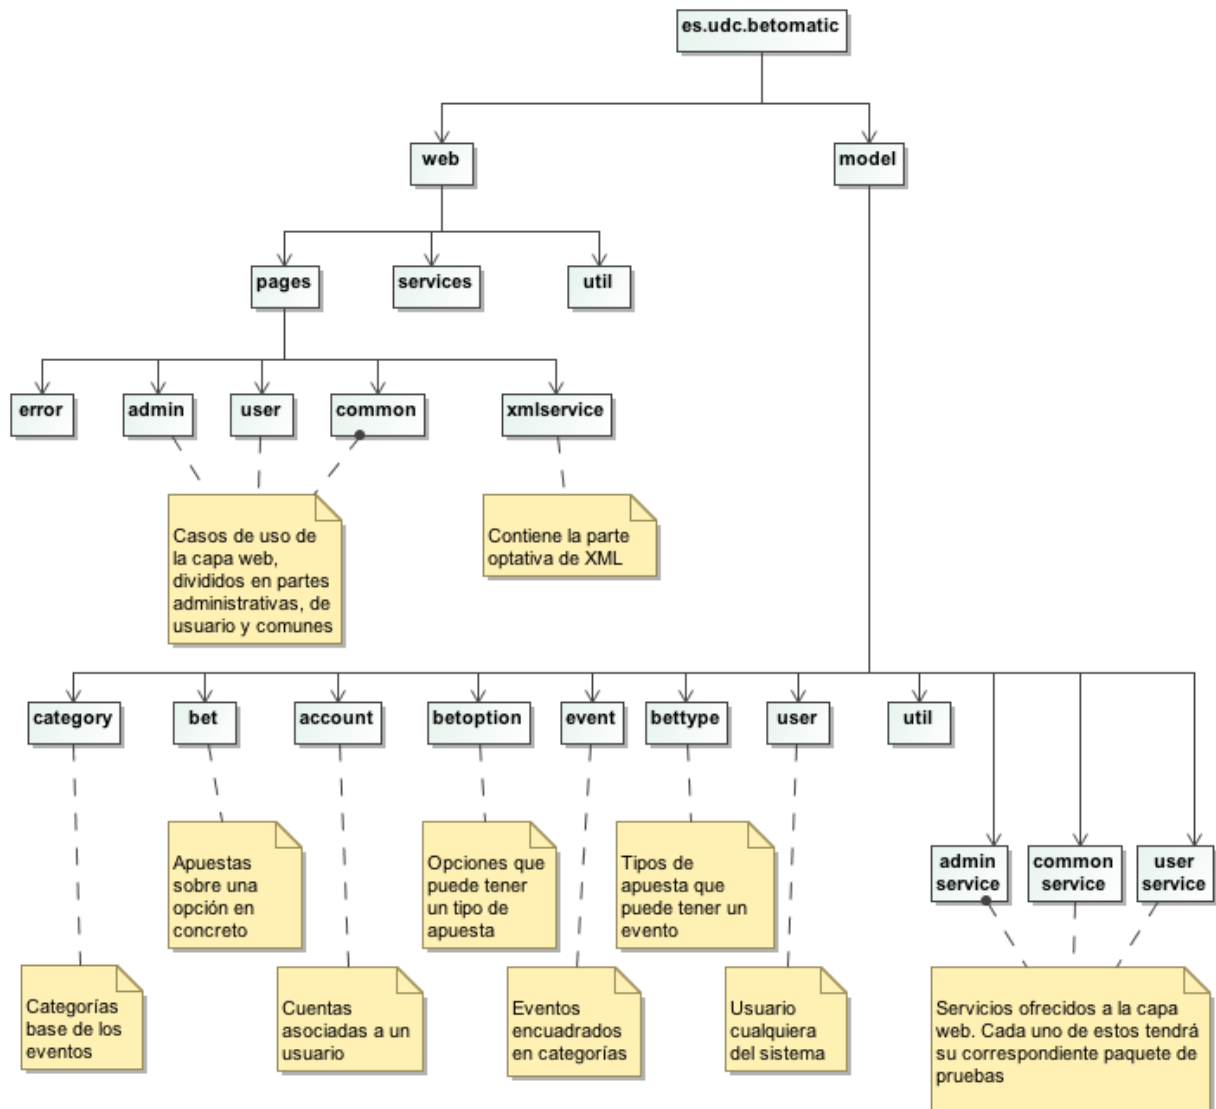 es.udc.betomatic
web
model
pages
services
util
error
admin
user
common
xmlservice
Casos de uso de
la capa web,
divididos en partes
administrativas, de
usuario y comunes
Contiene la parte
optativa de XML
category
bet
account
betoption
event
bettype
user
util
admin
service
common
service
user
service
Apuestas
sobre una
opción en
concreto
Opciones que
puede tener
un tipo de
apuesta
Tipos de
apuesta que
puede tener un
evento
Categorías
base de los
eventos
Cuentas
asociadas a un
usuario
Eventos
encuadrados
en categorías
Usuario
cualquiera
del sistema
Servicios ofrecidos a la capa
web. Cada uno de estos tendrá
su correspondiente paquete de
pruebas